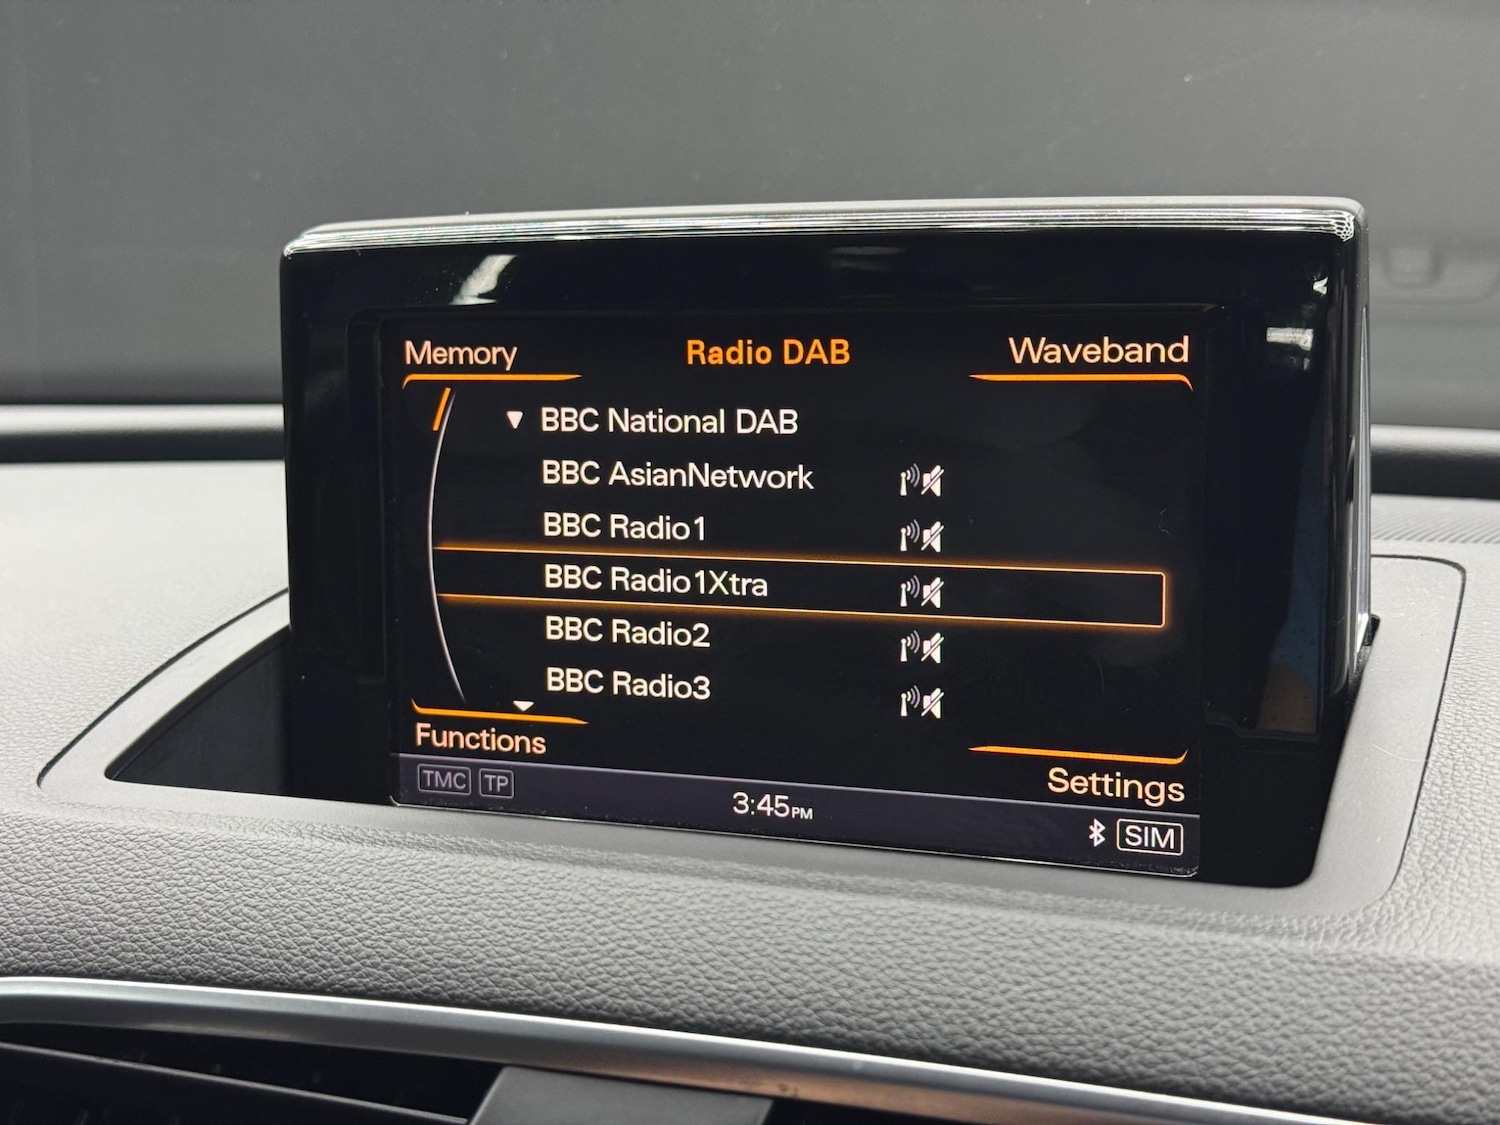 Memory
Radio DAB
Waveband
BBC National DAB
BBC AsianNetwork
BBC Radio1
BBC Radio1Xtra
BBC Radio2
BBC Radio3
Functions
Settings
TMC TP
3:45PM
SIM